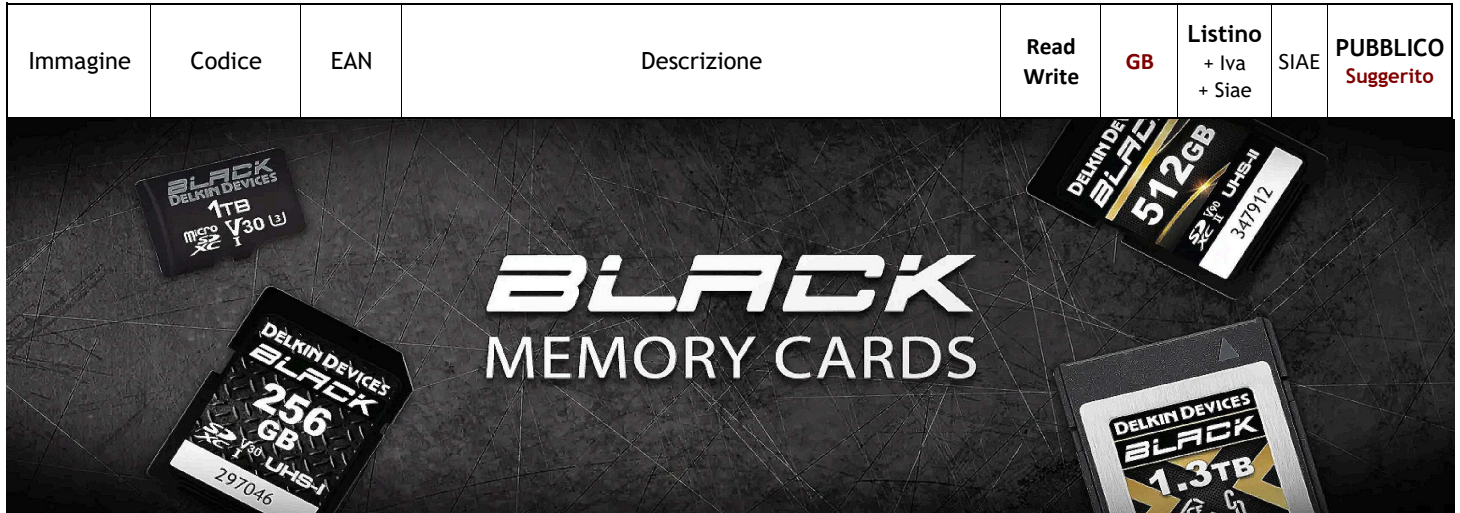 Immagine
Codice
EAN
Descrizione
Read
Write
GB
Listino
+ Iva
+ Siae
SIAE
PUBBLICO
Suggerito
BLACK
DELKIN DEVICES
1TB
micro
SD
XC
I
V30
3
BLACK
MEMORY CARDS
BLACK
512GB
SD
XC
II
V90
UHS-II
347912
DELKIN DEVICES
BLACK
256
GB
SD
XC
I
V30
UHS-I
297046
DELKIN DEVICES
BLACK
1.3TB